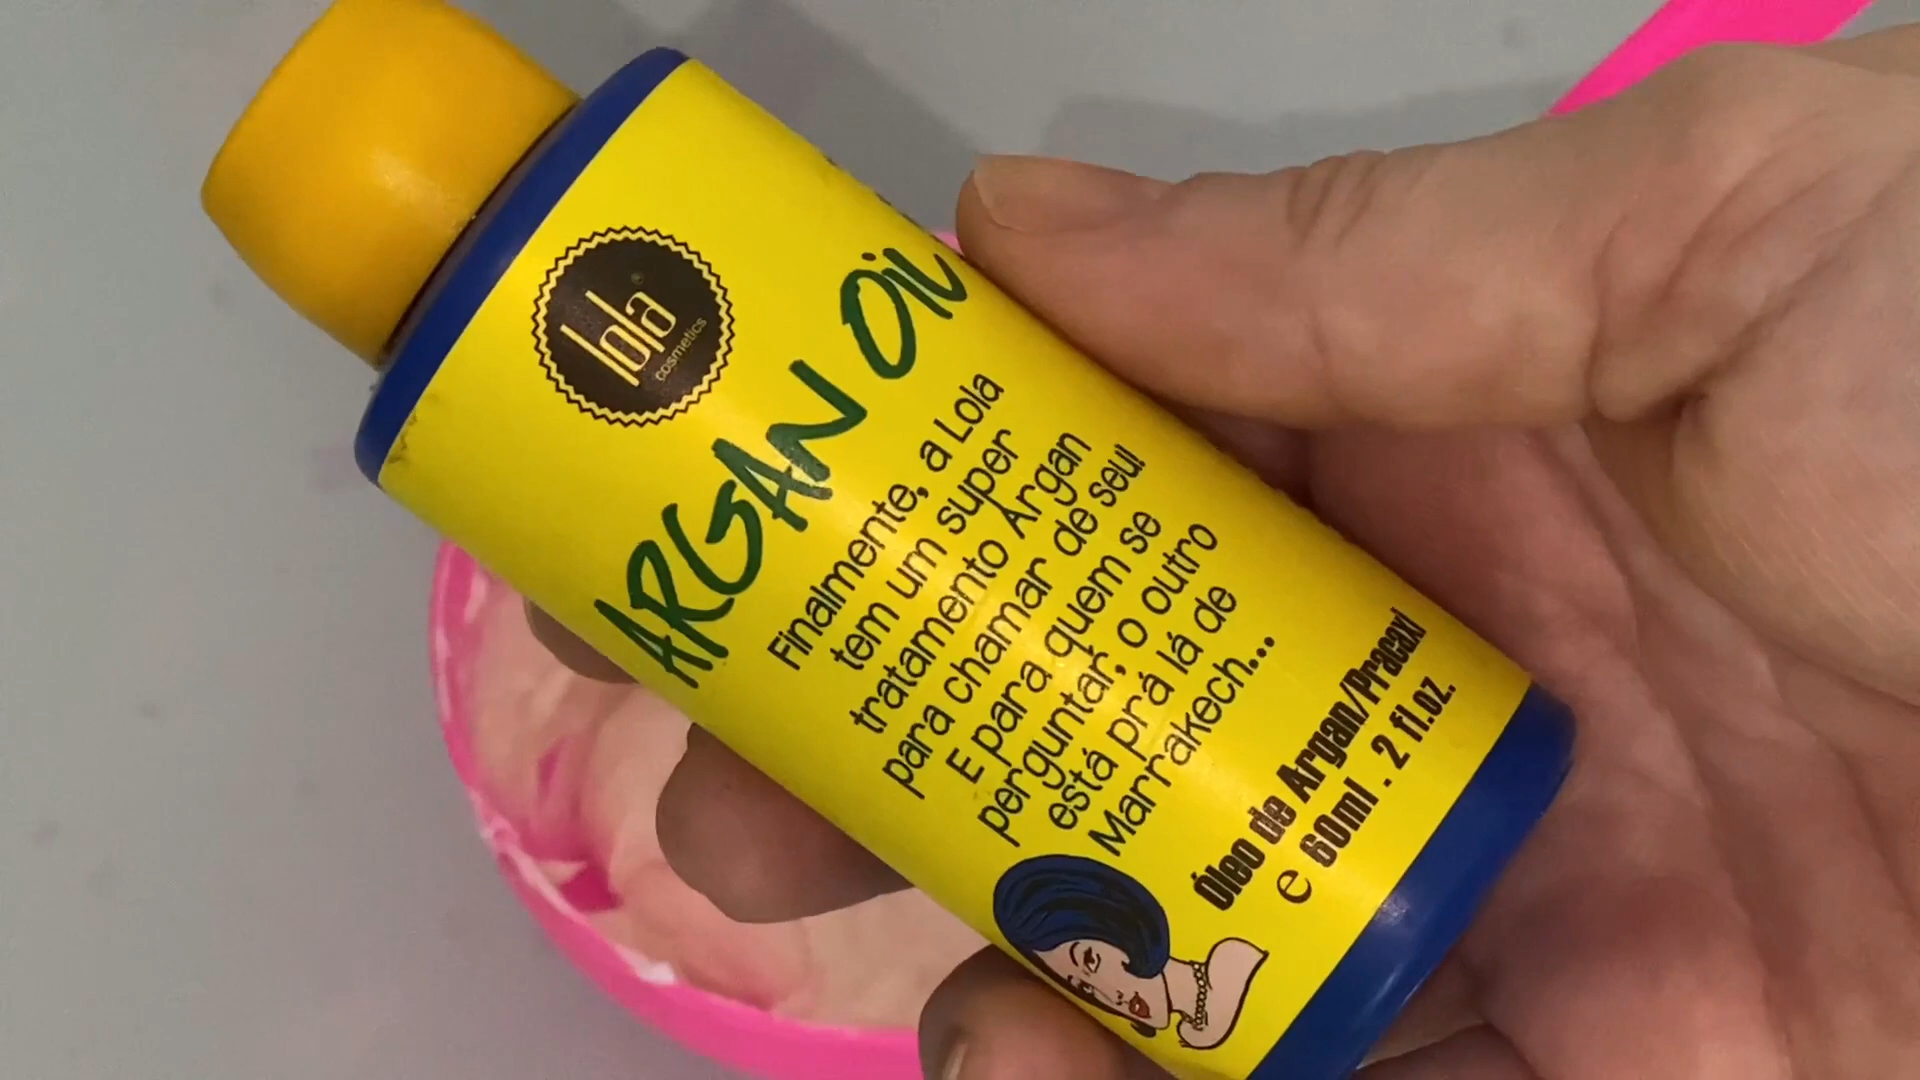 lola®
cosmetics
ARGAN OIL
Finalmente, a Lola
tem um super
tratamento Argan
para chamar de seu!
E para quem se
perguntar, o outro
está prá lá de
Marrakech...
Óleo de Argan/Pracaxi
e 60ml . 2 fl.oz.